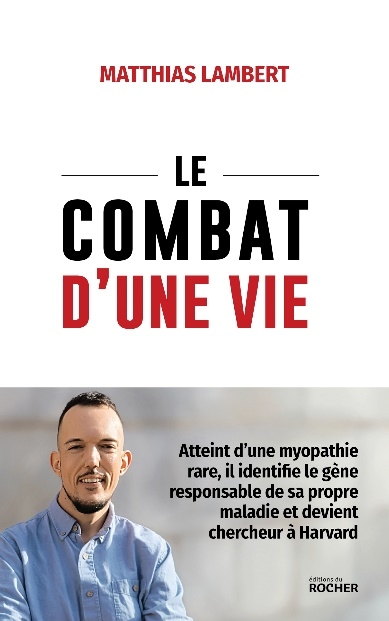 MATTHIAS LAMBERT
LE
COMBAT
D'UNE VIE
Atteint d'une myopathie
rare, il identifie le gène
responsable de sa propre
maladie et devient
chercheur à Harvard
éditions du
ROCHER